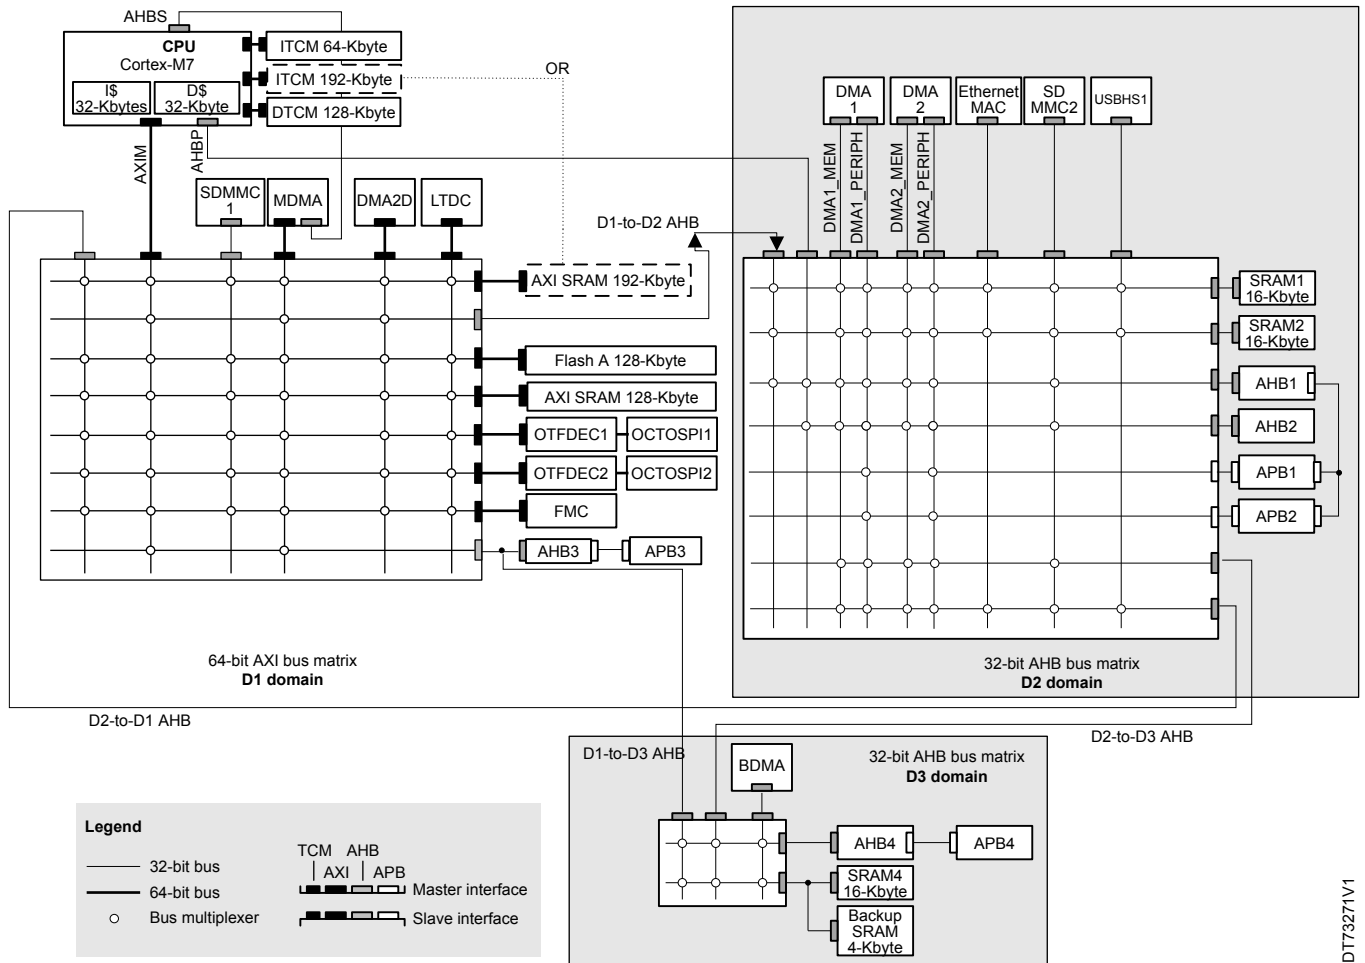 AHBS
CPU
Cortex-M7
I$
32-Kbytes
D$
32-Kbyte
ITCM 64-Kbyte
ITCM 192-Kbyte
DTCM 128-Kbyte
OR
AXIM
AHBP
SDMMC
1
MDMA
DMA2D
LTDC
D1-to-D2 AHB
AXI SRAM 192-Kbyte
Flash A 128-Kbyte
AXI SRAM 128-Kbyte
OTFDEC1
OCTOSPI1
OTFDEC2
OCTOSPI2
FMC
AHB3
APB3
64-bit AXI bus matrix
D1 domain
DMA
1
DMA
2
Ethernet
MAC
SD
MMC2
USBHS1
DMA1_MEM
DMA1_PERIPH
DMA2_MEM
DMA2_PERIPH
SRAM1
16-Kbyte
SRAM2
16-Kbyte
AHB1
AHB2
APB1
APB2
32-bit AHB bus matrix
D2 domain
D2-to-D1 AHB
D2-to-D3 AHB
D1-to-D3 AHB
BDMA
32-bit AHB bus matrix
D3 domain
AHB4
APB4
SRAM4
16-Kbyte
Backup
SRAM
4-Kbyte
Legend
32-bit bus
64-bit bus
Bus multiplexer
TCM
AHB
AXI
APB
Master interface
Slave interface
DT73271V1